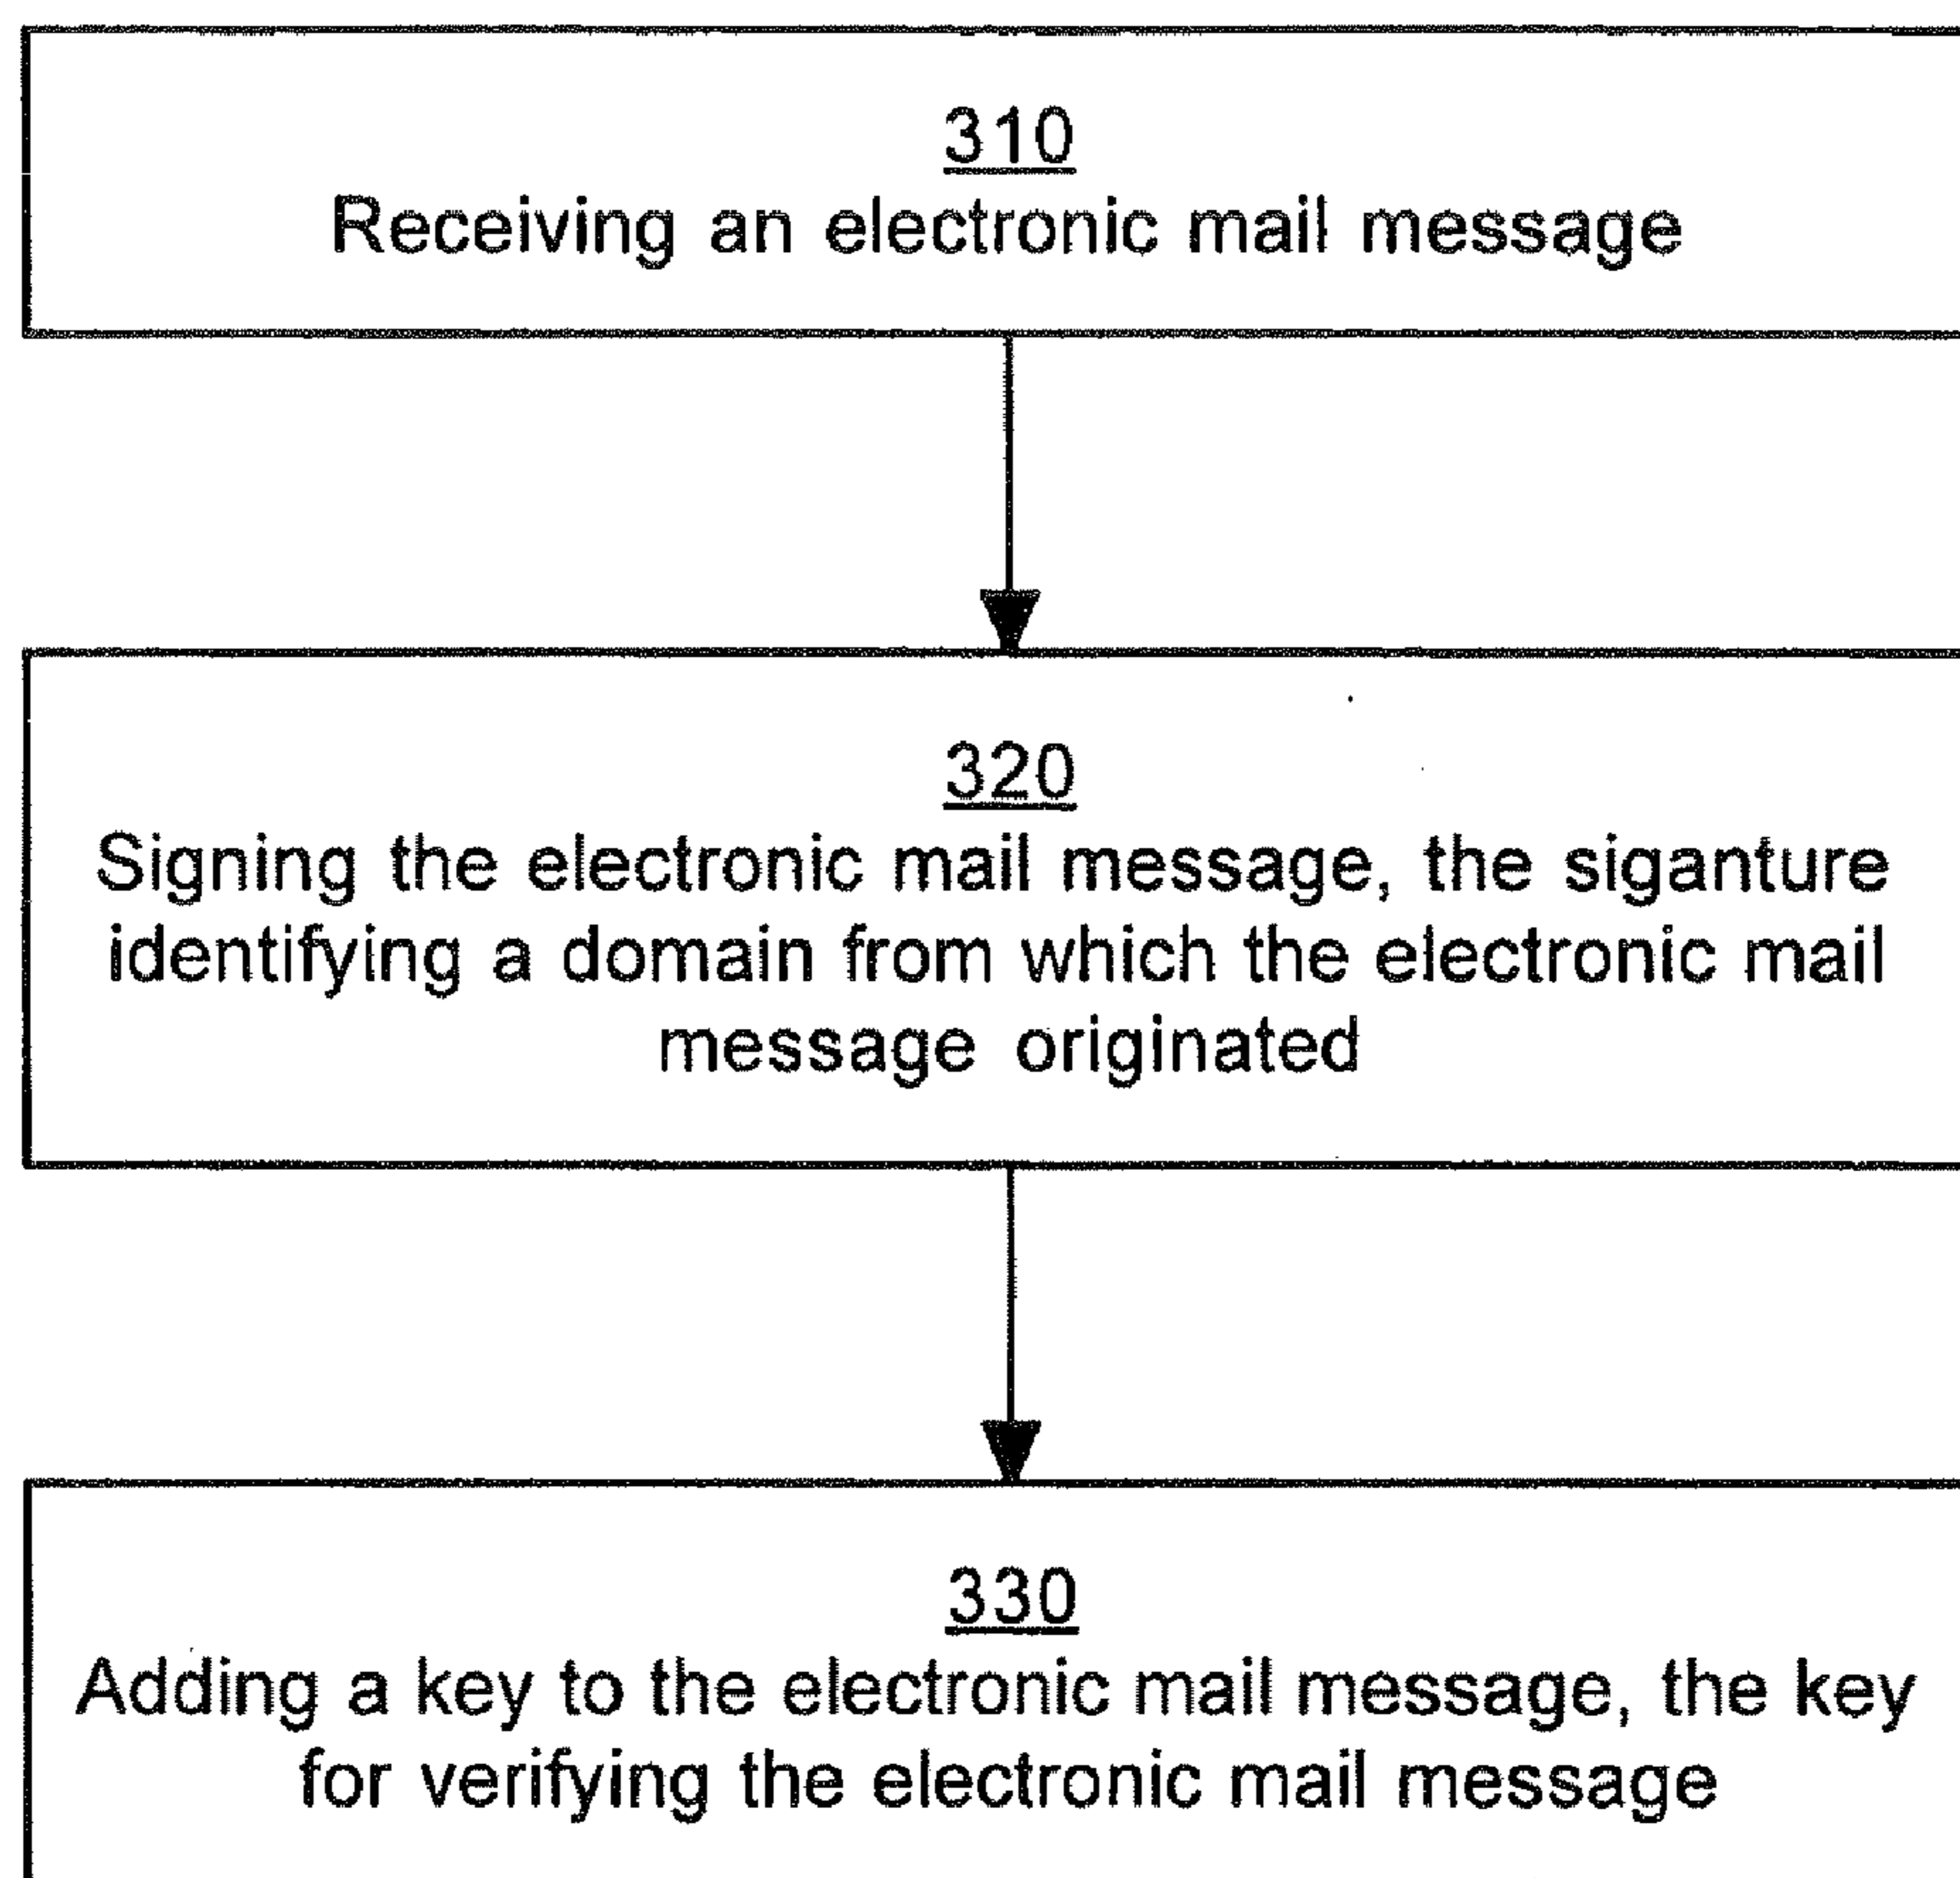 310
Receiving an electronic mail message
320
Signing the electronic mail message, the siganture
identifying a domain from which the electronic mail
message originated
330
Adding a key to the electronic mail message, the key
for verifying the electronic mail message